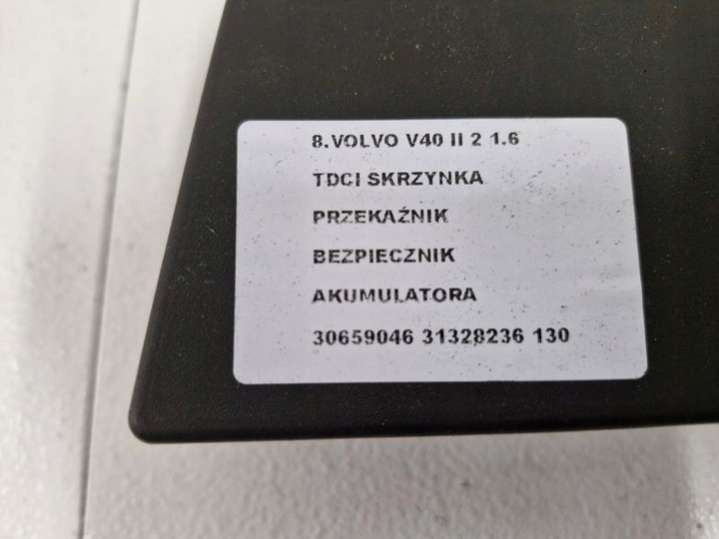 8.VOLVO V40 II 2 1.6
TDCI SKRZYNKA
PRZEKAŹNIK
BEZPIECZNIK
AKUMULATORA
30659046 31328236 130